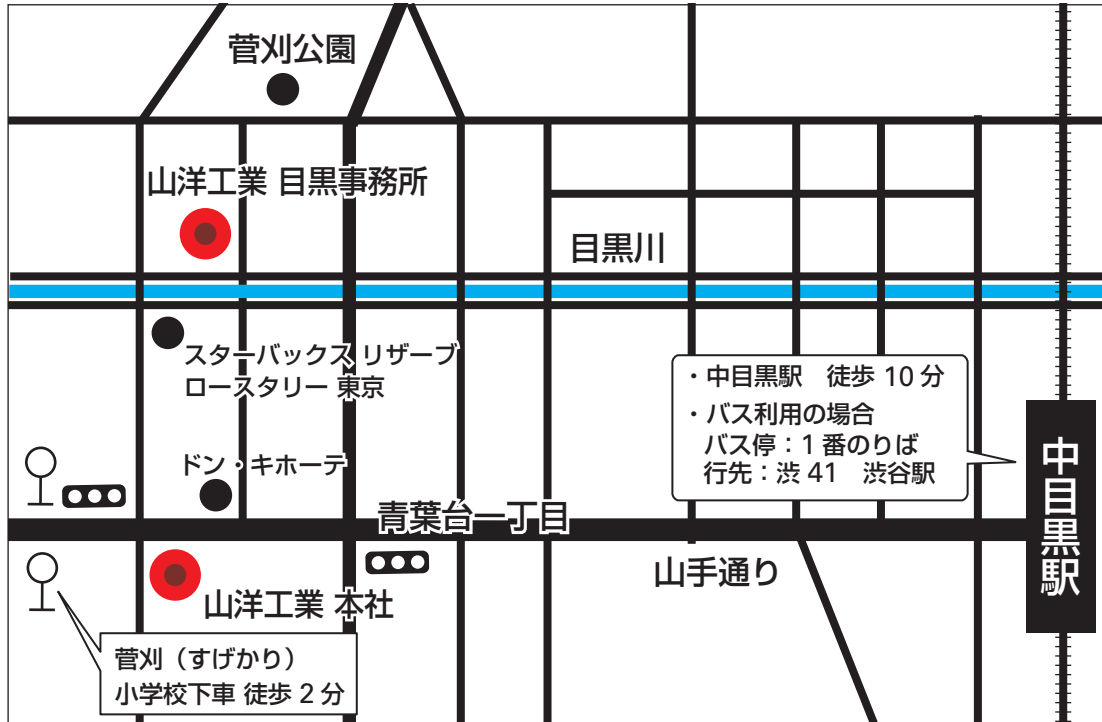 菅刈公園
山洋工業 目黒事務所
目黒川
スターバックス リザーブ
ロースタリー 東京
・中目黒駅　徒歩 10 分
・バス利用の場合
バス停：1 番のりば
行先：渋 41　渋谷駅
中目黒駅
ドン・キホーテ
青葉台一丁目
山手通り
山洋工業 本社
菅刈（すげかり）
小学校下車 徒歩 2 分